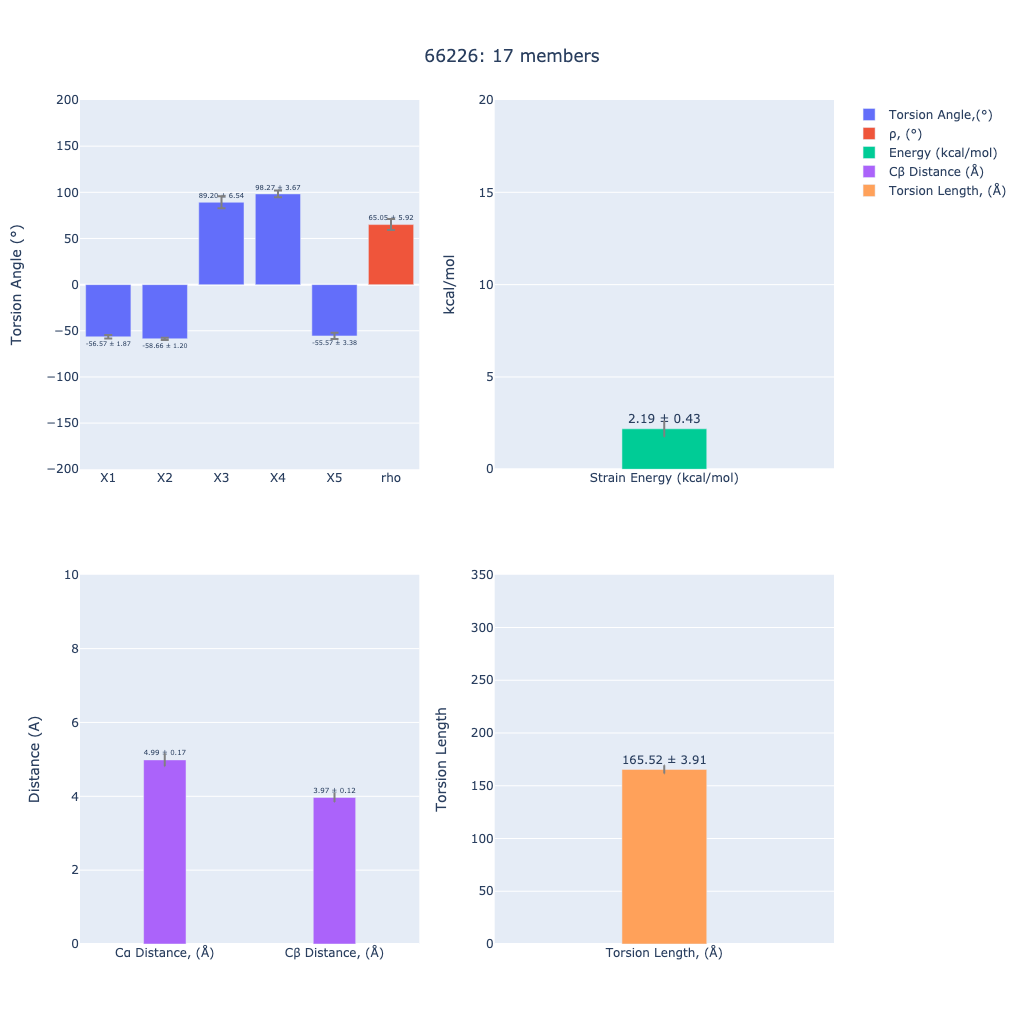 66226: 17 members
Torsion Angle (°)
200
150
100
50
0
−50
−100
−150
−200
-56.57 ± 1.87
-58.66 ± 1.20
89.20 ± 6.54
98.27 ± 3.67
-55.57 ± 3.38
65.05 ± 5.92
X1 X2 X3 X4 X5 rho
kcal/mol
20
15
10
5
0
2.19 ± 0.43
Strain Energy (kcal/mol)
Torsion Angle,(°)
ρ, (°)
Energy (kcal/mol)
Cβ Distance (Å)
Torsion Length, (Å)
Distance (A)
10
8
6
4
2
0
4.99 ± 0.17
3.97 ± 0.12
Cα Distance, (Å) Cβ Distance, (Å)
Torsion Length
350
300
250
200
150
100
50
0
165.52 ± 3.91
Torsion Length, (Å)